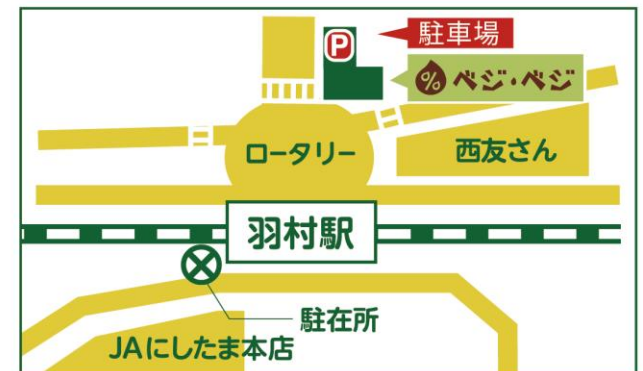 P
駐車場
% ベジ・ベジ
ロータリー
西友さん
羽村駅
駐在所
JAにしたま本店